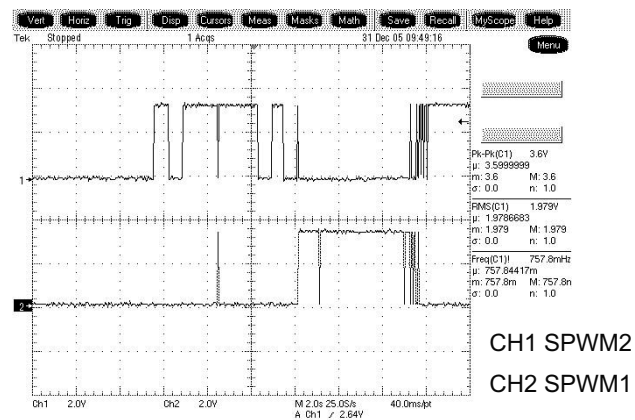 Vert Horiz Trig Disp Cursors Meas Masks Math Save Recall MyScope Help
Tek Stopped 1 Acqs 31 Dec 05 09:49:16
Menu
Pk-Pk(C1) 3.6V
µ: 3.5999999
m: 3.6 M: 3.6
σ: 0.0 n: 1.0
RMS(C1) 1.979V
µ: 1.9786683
m: 1.979 M: 1.979
σ: 0.0 n: 1.0
Freq(C1)! 757.8mHz
µ: 757.84417m
m: 757.8m M: 757.8n
σ: 0.0 n: 1.0
1
2
CH1 SPWM2
CH2 SPWM1
Ch1 2.0V Ch2 2.0V M 2.0s 25.0S/s 40.0ms/pt
A Ch1 / 2.64V